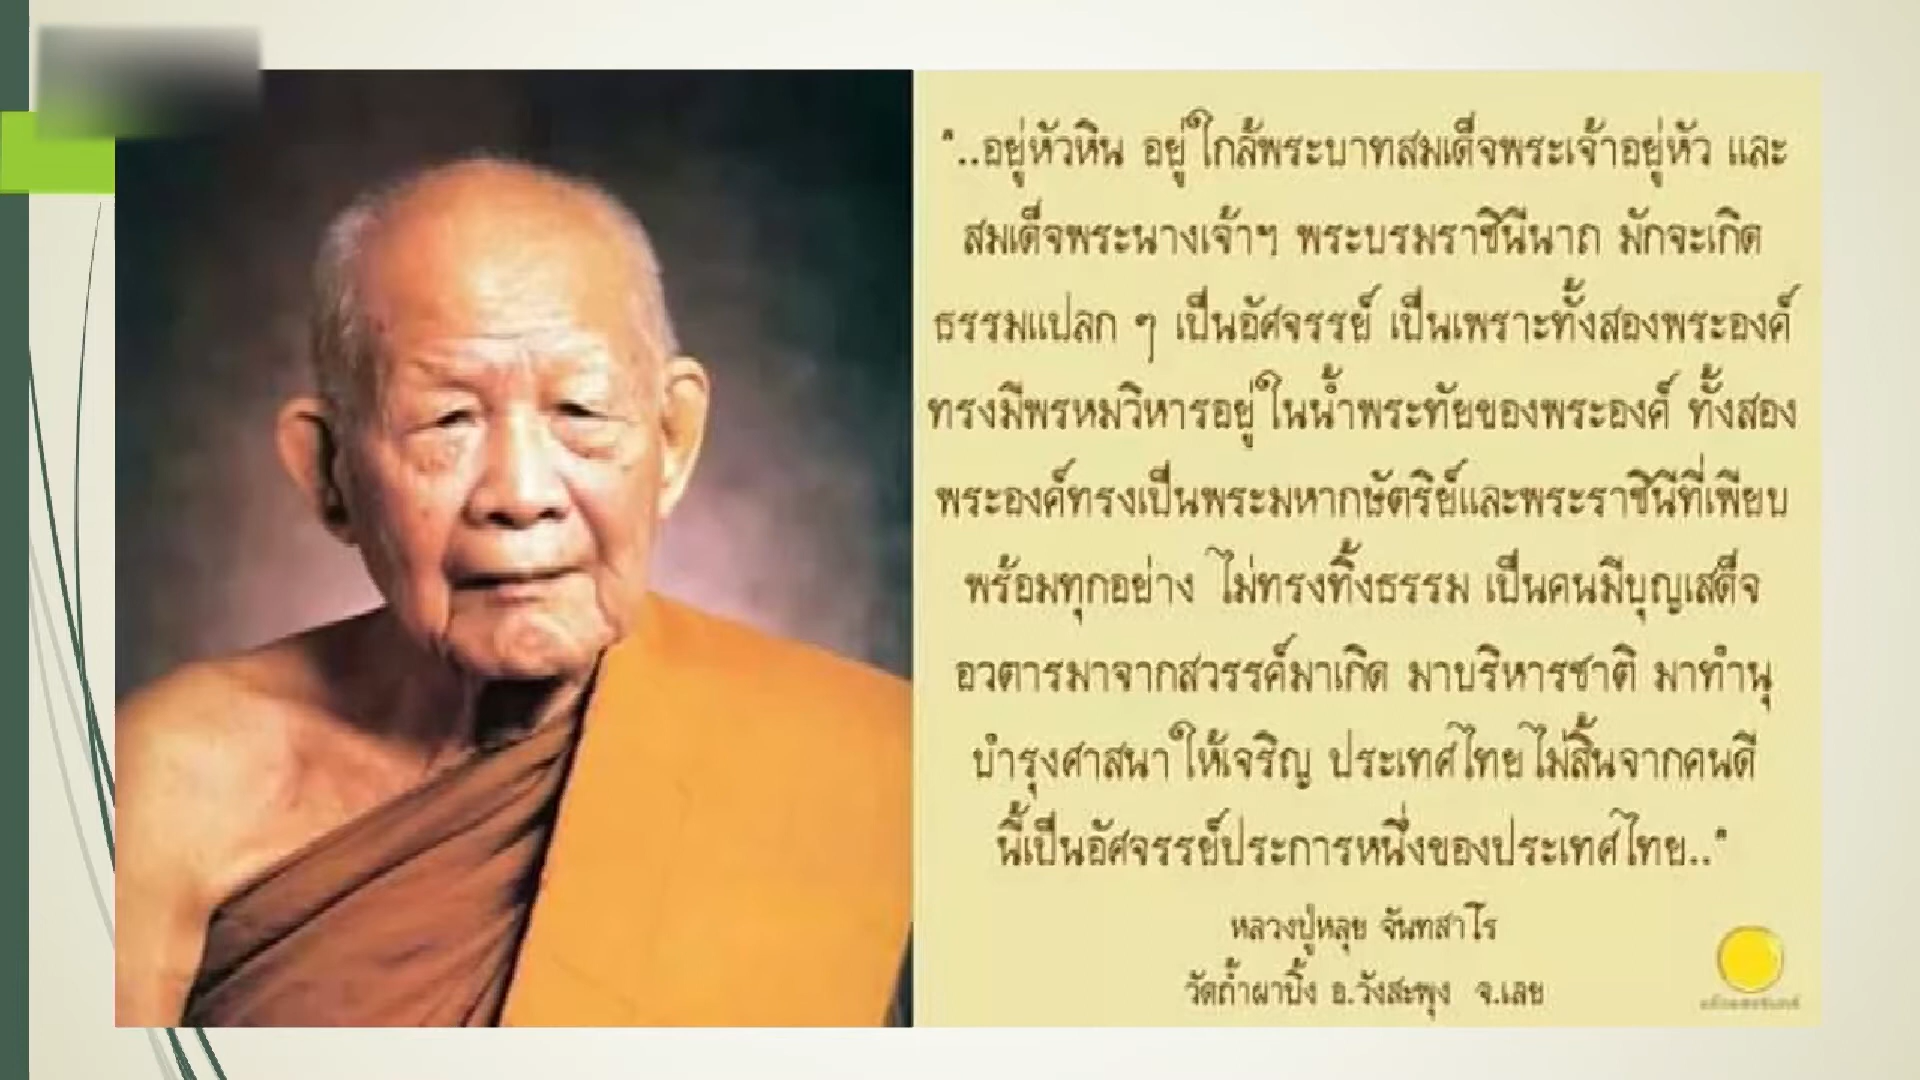 "..อยู่หัวหิน อยู่ใกล้พระบาทสมเด็จพระเจ้าอยู่หัว และ
สมเด็จพระนางเจ้าฯ พระบรมราชินีนาถ มักจะเกิด
ธรรมแปลก ๆ เป็นอัศจรรย์ เป็นเพราะทั้งสองพระองค์
ทรงมีพรหมวิหารอยู่ในน้ำพระทัยของพระองค์ ทั้งสอง
พระองค์ทรงเป็นพระมหากษัตริย์และพระราชินีที่เพียบ
พร้อมทุกอย่าง ไม่ทรงทิ้งธรรม เป็นคนมีบุญเสด็จ
อวตารมาจากสวรรค์มาเกิด มาบริหารชาติ มาทำนุ
บำรุงศาสนาให้เจริญ ประเทศไทยไม่สิ้นจากคนดี
นี้เป็นอัศจรรย์ประการหนึ่งของประเทศไทย.."
หลวงปู่หลุย จันทสาโร
วัดถ้ำผาบิ้ง อ.วังสะพุง จ.เลย